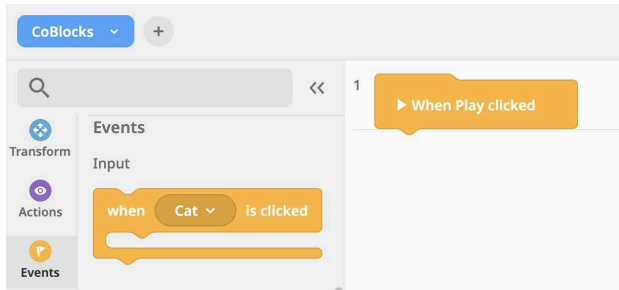 CoBlocks
+
1
When Play clicked
Events
Transform
Input
Actions
when Cat is clicked
Events